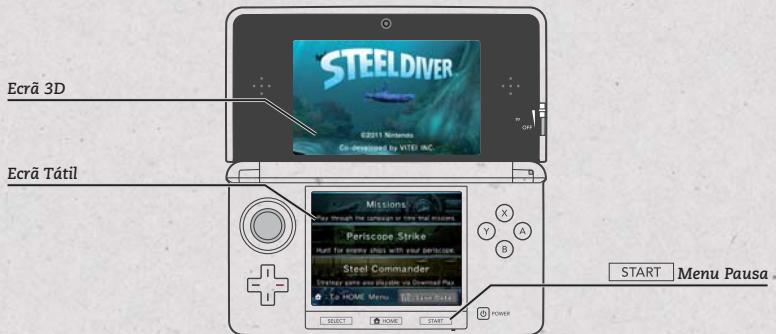 STEEL DIVER
Ecrã 3D
©2011 Nintendo
Co-developed by VITEI INC.
OFF
Ecrã Tátil
Missions
Play through the campaign or time trial missions.
Periscope Strike
Hunt for enemy ships with your periscope.
Steel Commander
Strategy game also playable via Download Play.
To HOME Menu
Save Data
X
Y
A
B
START Menu Pausa
SELECT
HOME
START
POWER